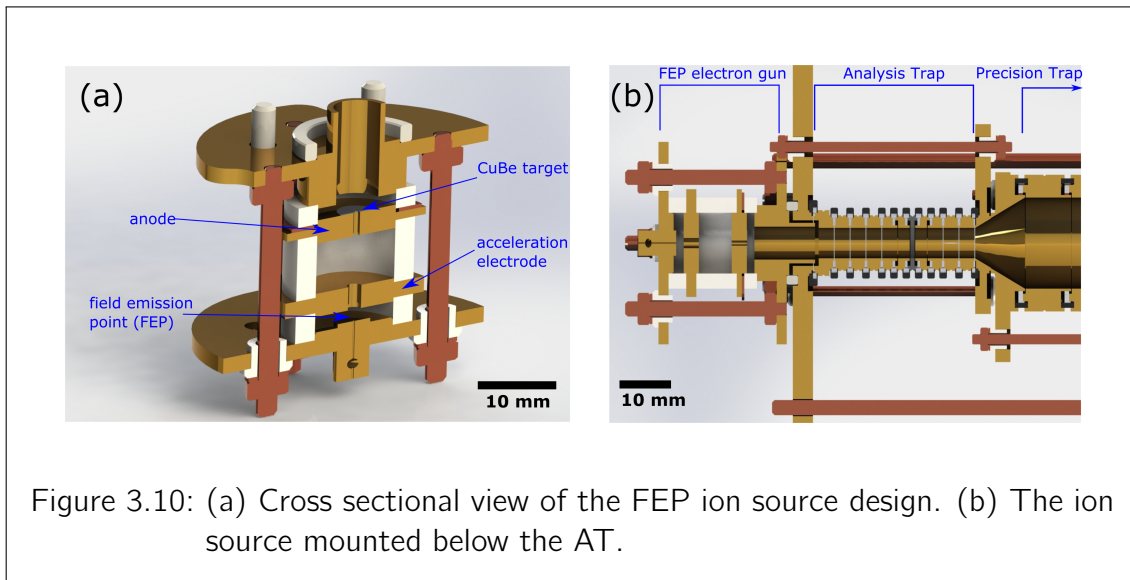 (a)
CuBe target
anode
acceleration
electrode
field emission
point (FEP)
10 mm
(b)
FEP electron gun
Analysis Trap
Precision Trap
10 mm
Figure 3.10: (a) Cross sectional view of the FEP ion source design. (b) The ion
source mounted below the AT.